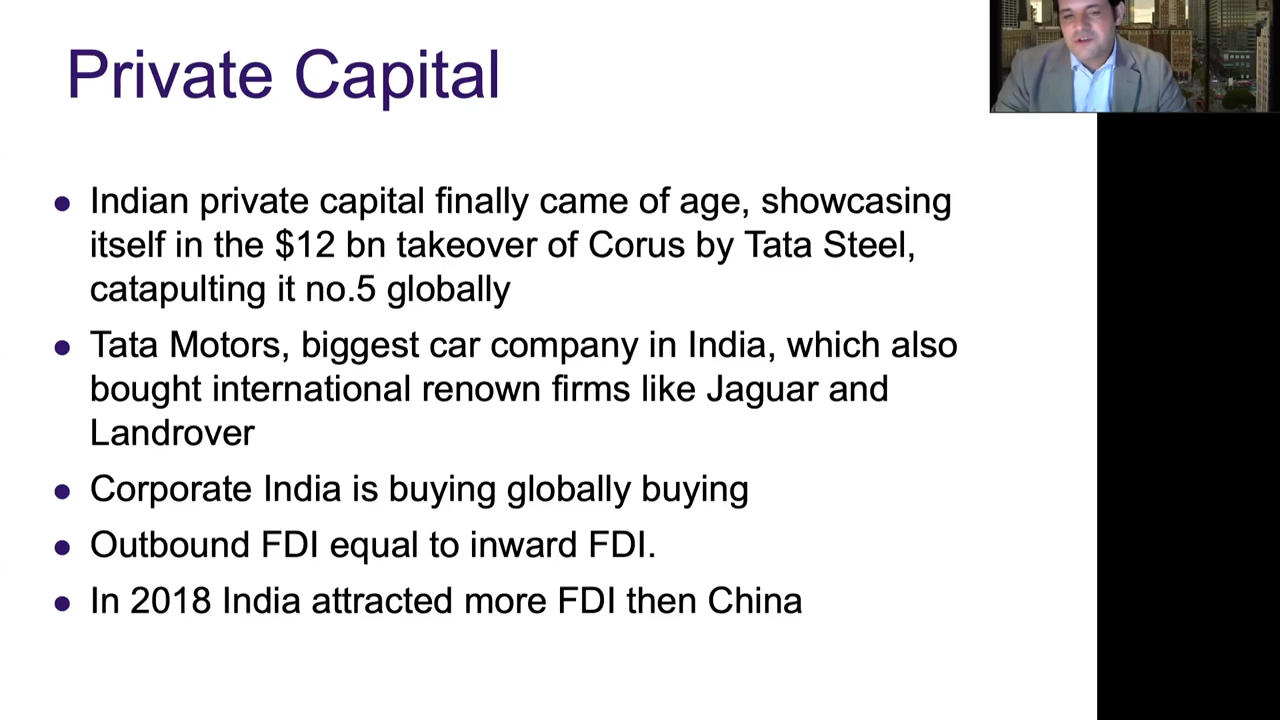 Private Capital
Indian private capital finally came of age, showcasing
itself in the $12 bn takeover of Corus by Tata Steel,
catapulting it no.5 globally
Tata Motors, biggest car company in India, which also
bought international renown firms like Jaguar and
Landrover
Corporate India is buying globally buying
Outbound FDI equal to inward FDI.
In 2018 India attracted more FDI then China